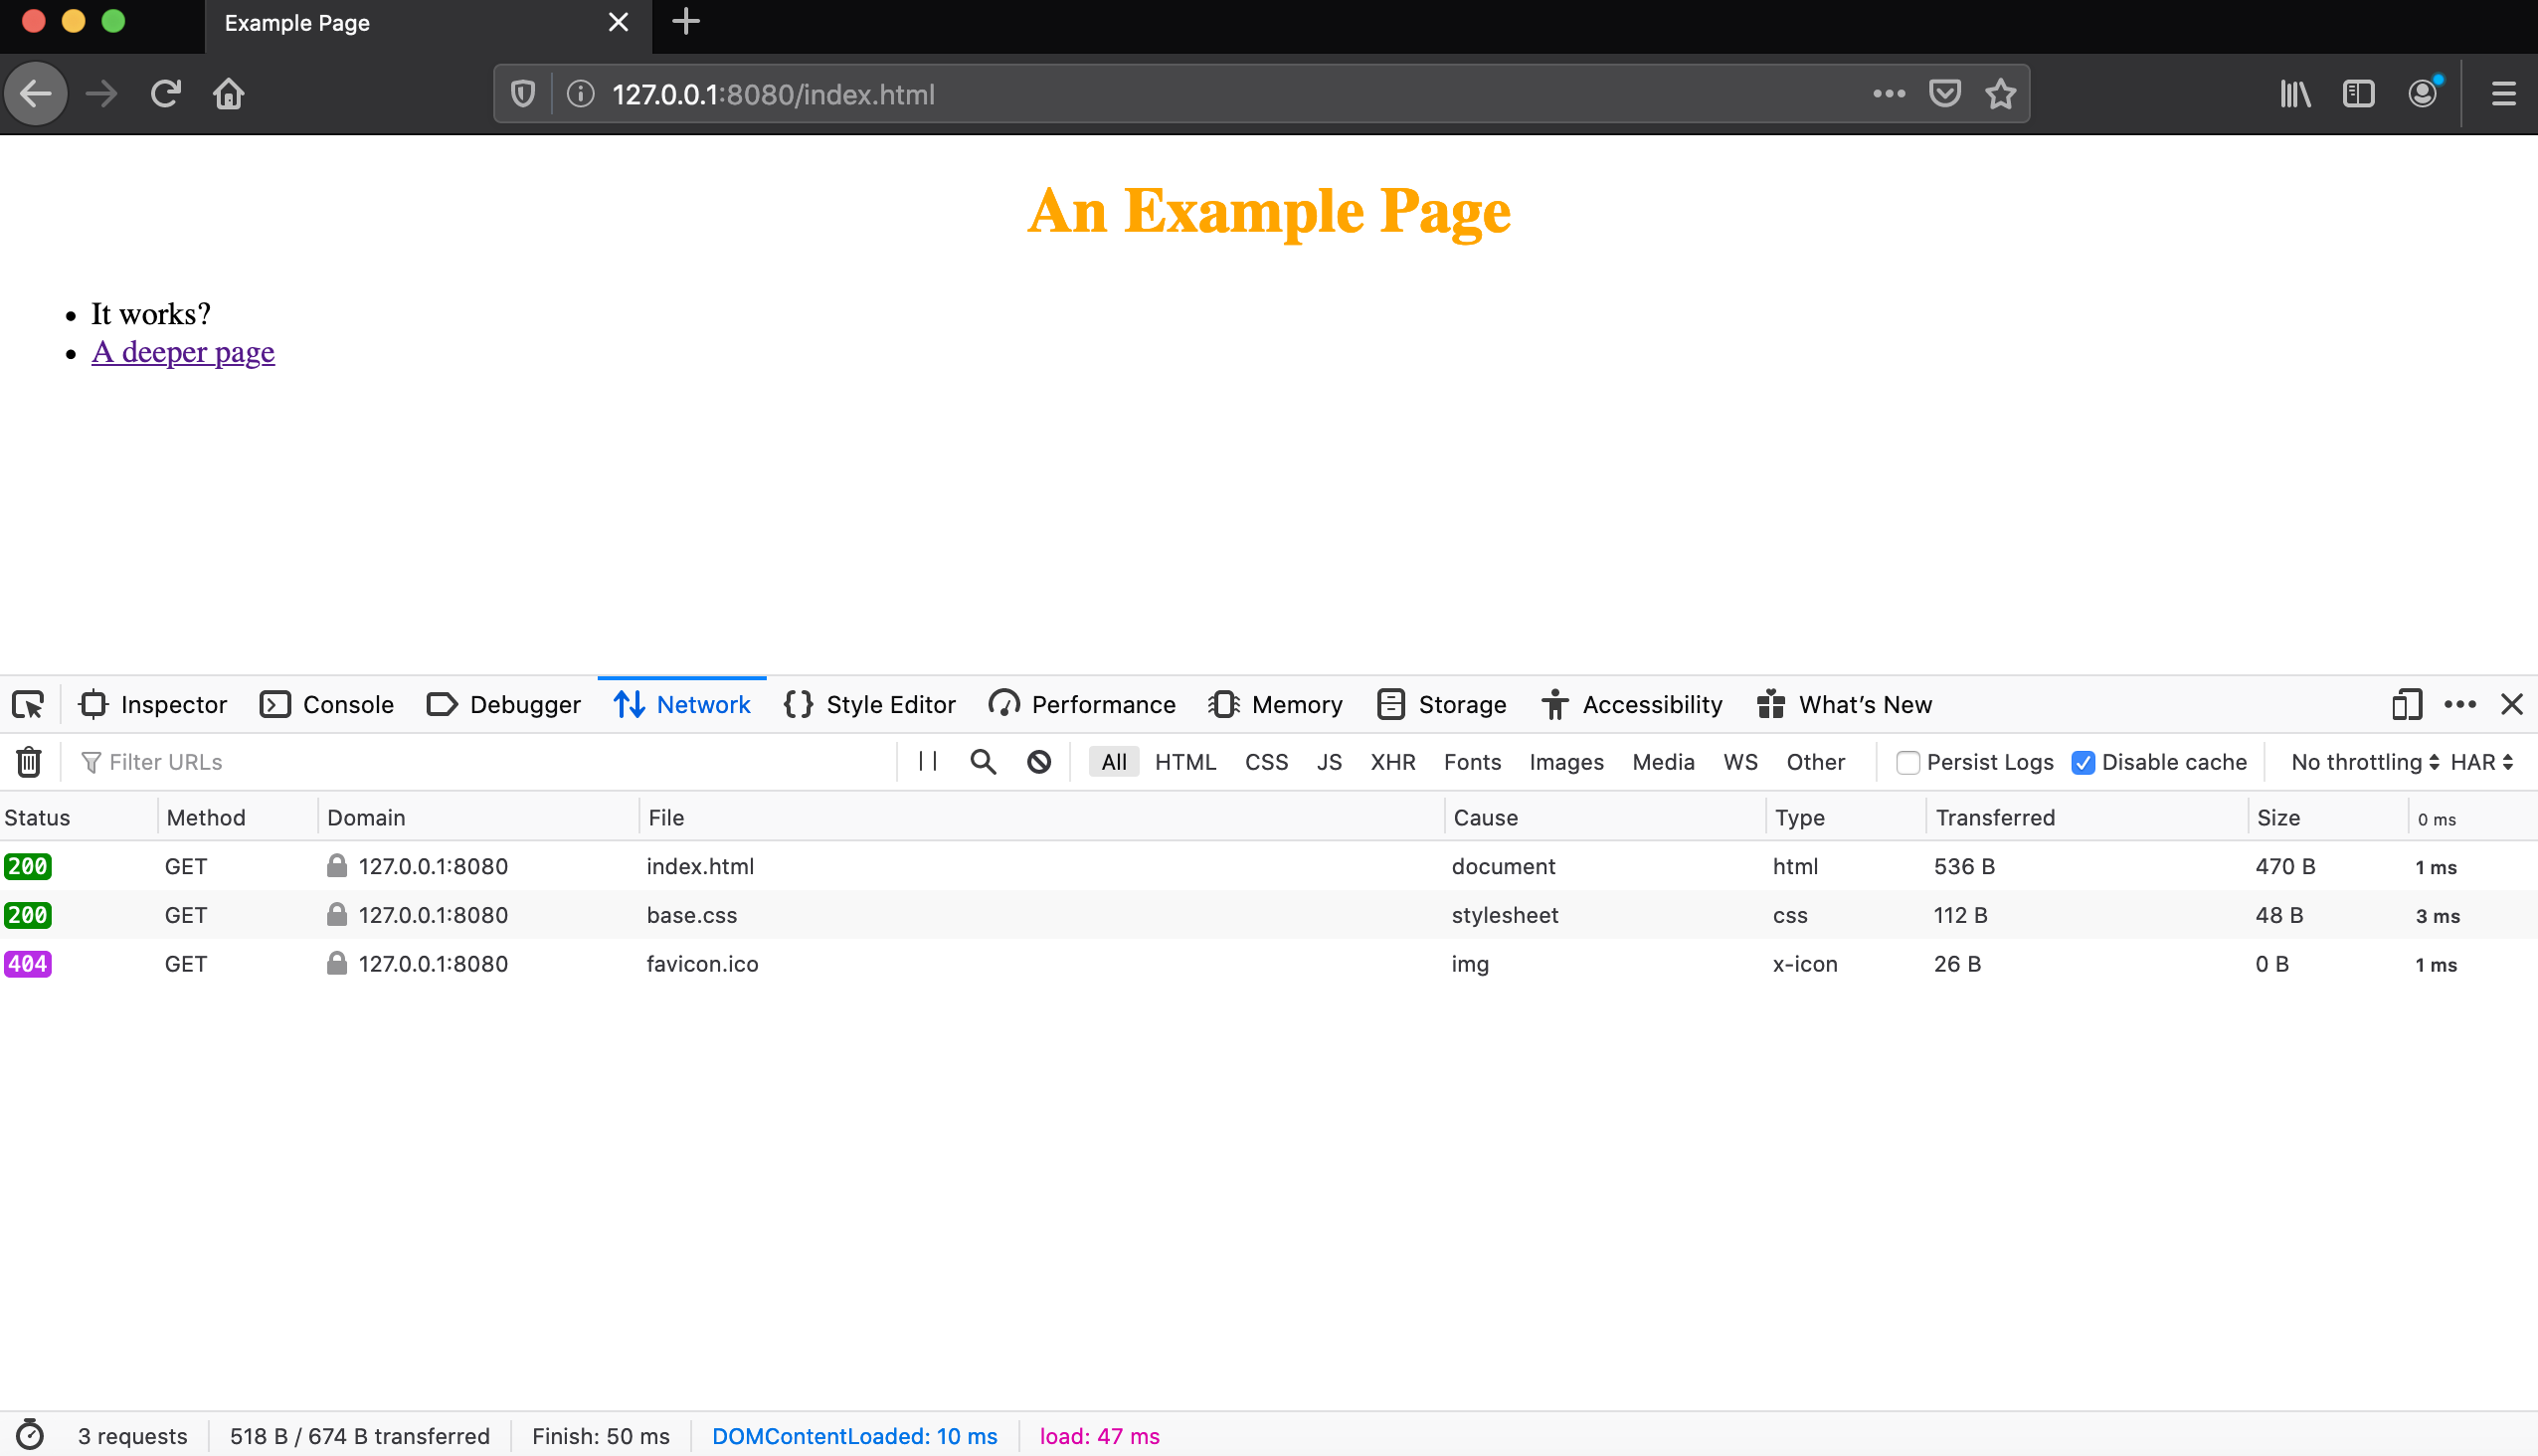 Example Page
127.0.0.1:8080/index.html
An Example Page
It works?
A deeper page
Inspector Console Debugger Network Style Editor Performance Memory Storage Accessibility What’s New
Filter URLs All HTML CSS JS XHR Fonts Images Media WS Other Persist Logs Disable cache No throttling HAR
Status Method Domain File Cause Type Transferred Size 0 ms
200 GET 127.0.0.1:8080 index.html document html 536 B 470 B 1 ms
200 GET 127.0.0.1:8080 base.css stylesheet css 112 B 48 B 3 ms
404 GET 127.0.0.1:8080 favicon.ico img x-icon 26 B 0 B 1 ms
3 requests 518 B / 674 B transferred Finish: 50 ms DOMContentLoaded: 10 ms load: 47 ms